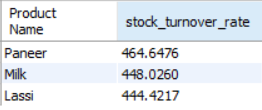 Product Name stock_turnover_rate
Paneer 464.6476
Milk 448.0260
Lassi 444.4217